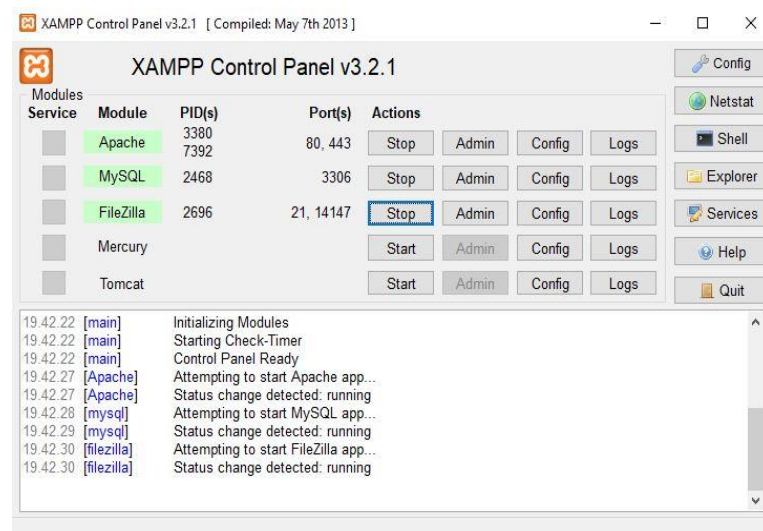 XAMPP Control Panel v3.2.1 [ Compiled: May 7th 2013 ]
XAMPP Control Panel v3.2.1
Config
Modules
Service Module PID(s) Port(s) Actions
Netstat
Apache 3380 7392 80, 443 Stop Admin Config Logs
Shell
MySQL 2468 3306 Stop Admin Config Logs
Explorer
FileZilla 2696 21, 14147 Stop Admin Config Logs
Services
Mercury Start Admin Config Logs
Help
Tomcat Start Admin Config Logs
Quit
19.42.22 [main] Initializing Modules
19.42.22 [main] Starting Check-Timer
19.42.22 [main] Control Panel Ready
19.42.27 [Apache] Attempting to start Apache app...
19.42.27 [Apache] Status change detected: running
19.42.28 [mysql] Attempting to start MySQL app...
19.42.29 [mysql] Status change detected: running
19.42.30 [filezilla] Attempting to start FileZilla app...
19.42.30 [filezilla] Status change detected: running